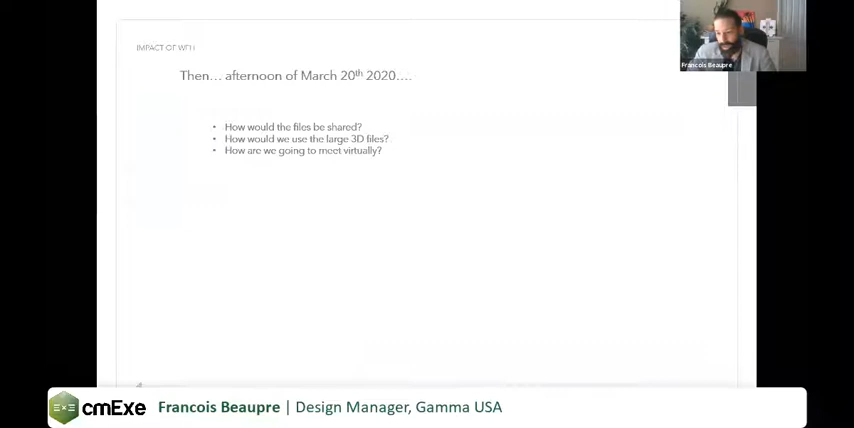 IMPACT OF WFH
Then… afternoon of March 20th 2020….
• How would the files be shared?
• How would we use the large 3D files?
• How are we going to meet virtually?
Francois Beaupre
EXE cmExe Francois Beaupre | Design Manager, Gamma USA